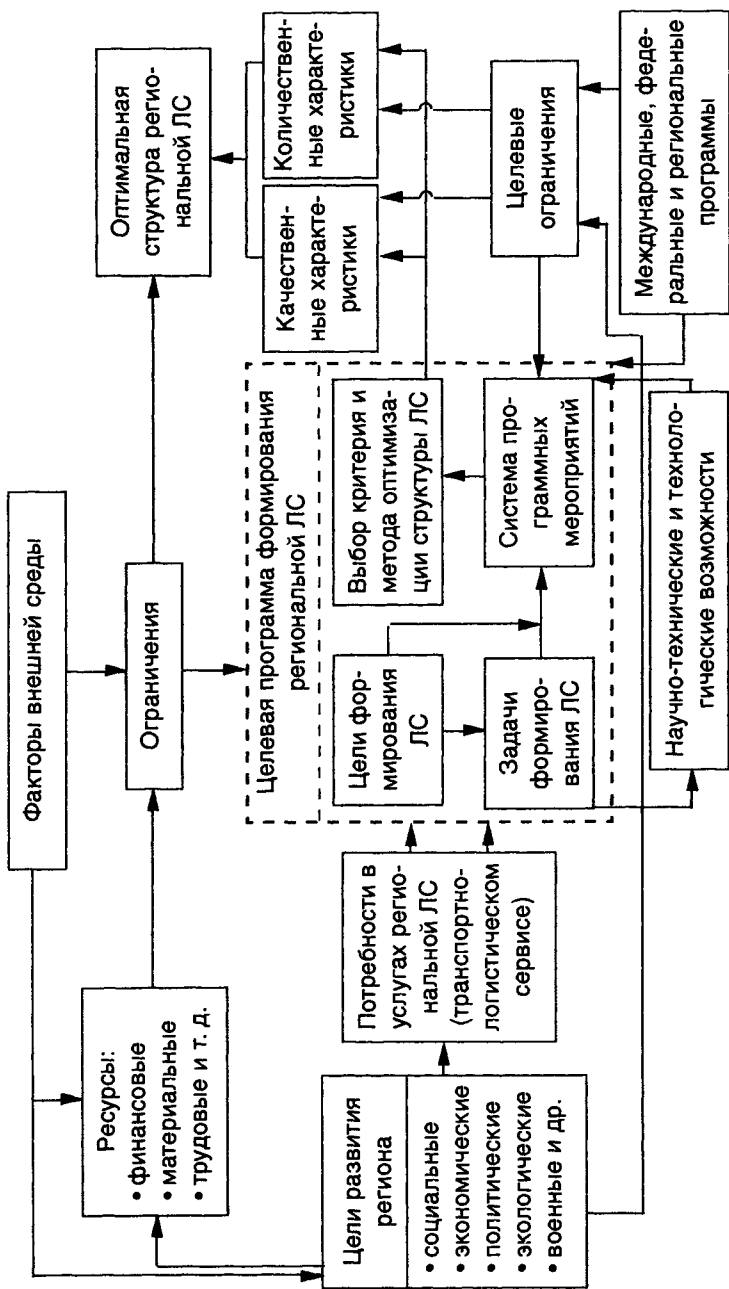 Факторы внешней среды
Ресурсы:
• финансовые
• материальные
• трудовые и т. д.
Ограничения
Оптимальная
структура регио-
нальной ЛС
Цели развития
региона
• социальные
• экономические
• политические
• экологические
• военные и др.
Потребности в
услугах регио-
нальной ЛС
(транспортно-
логистическом
сервисе)
Целевая программа формирования
региональной ЛС
Цели фор-
мирования
ЛС
Задачи
формиро-
вания ЛС
Выбор критерия и
метода оптимиза-
ции структуры ЛС
Система про-
граммных
мероприятий
Качествен-
ные характе-
ристики
Количествен-
ные характе-
ристики
Целевые
ограничения
Научно-технические и техноло-
гические возможности
Международные, феде-
ральные и региональные
программы